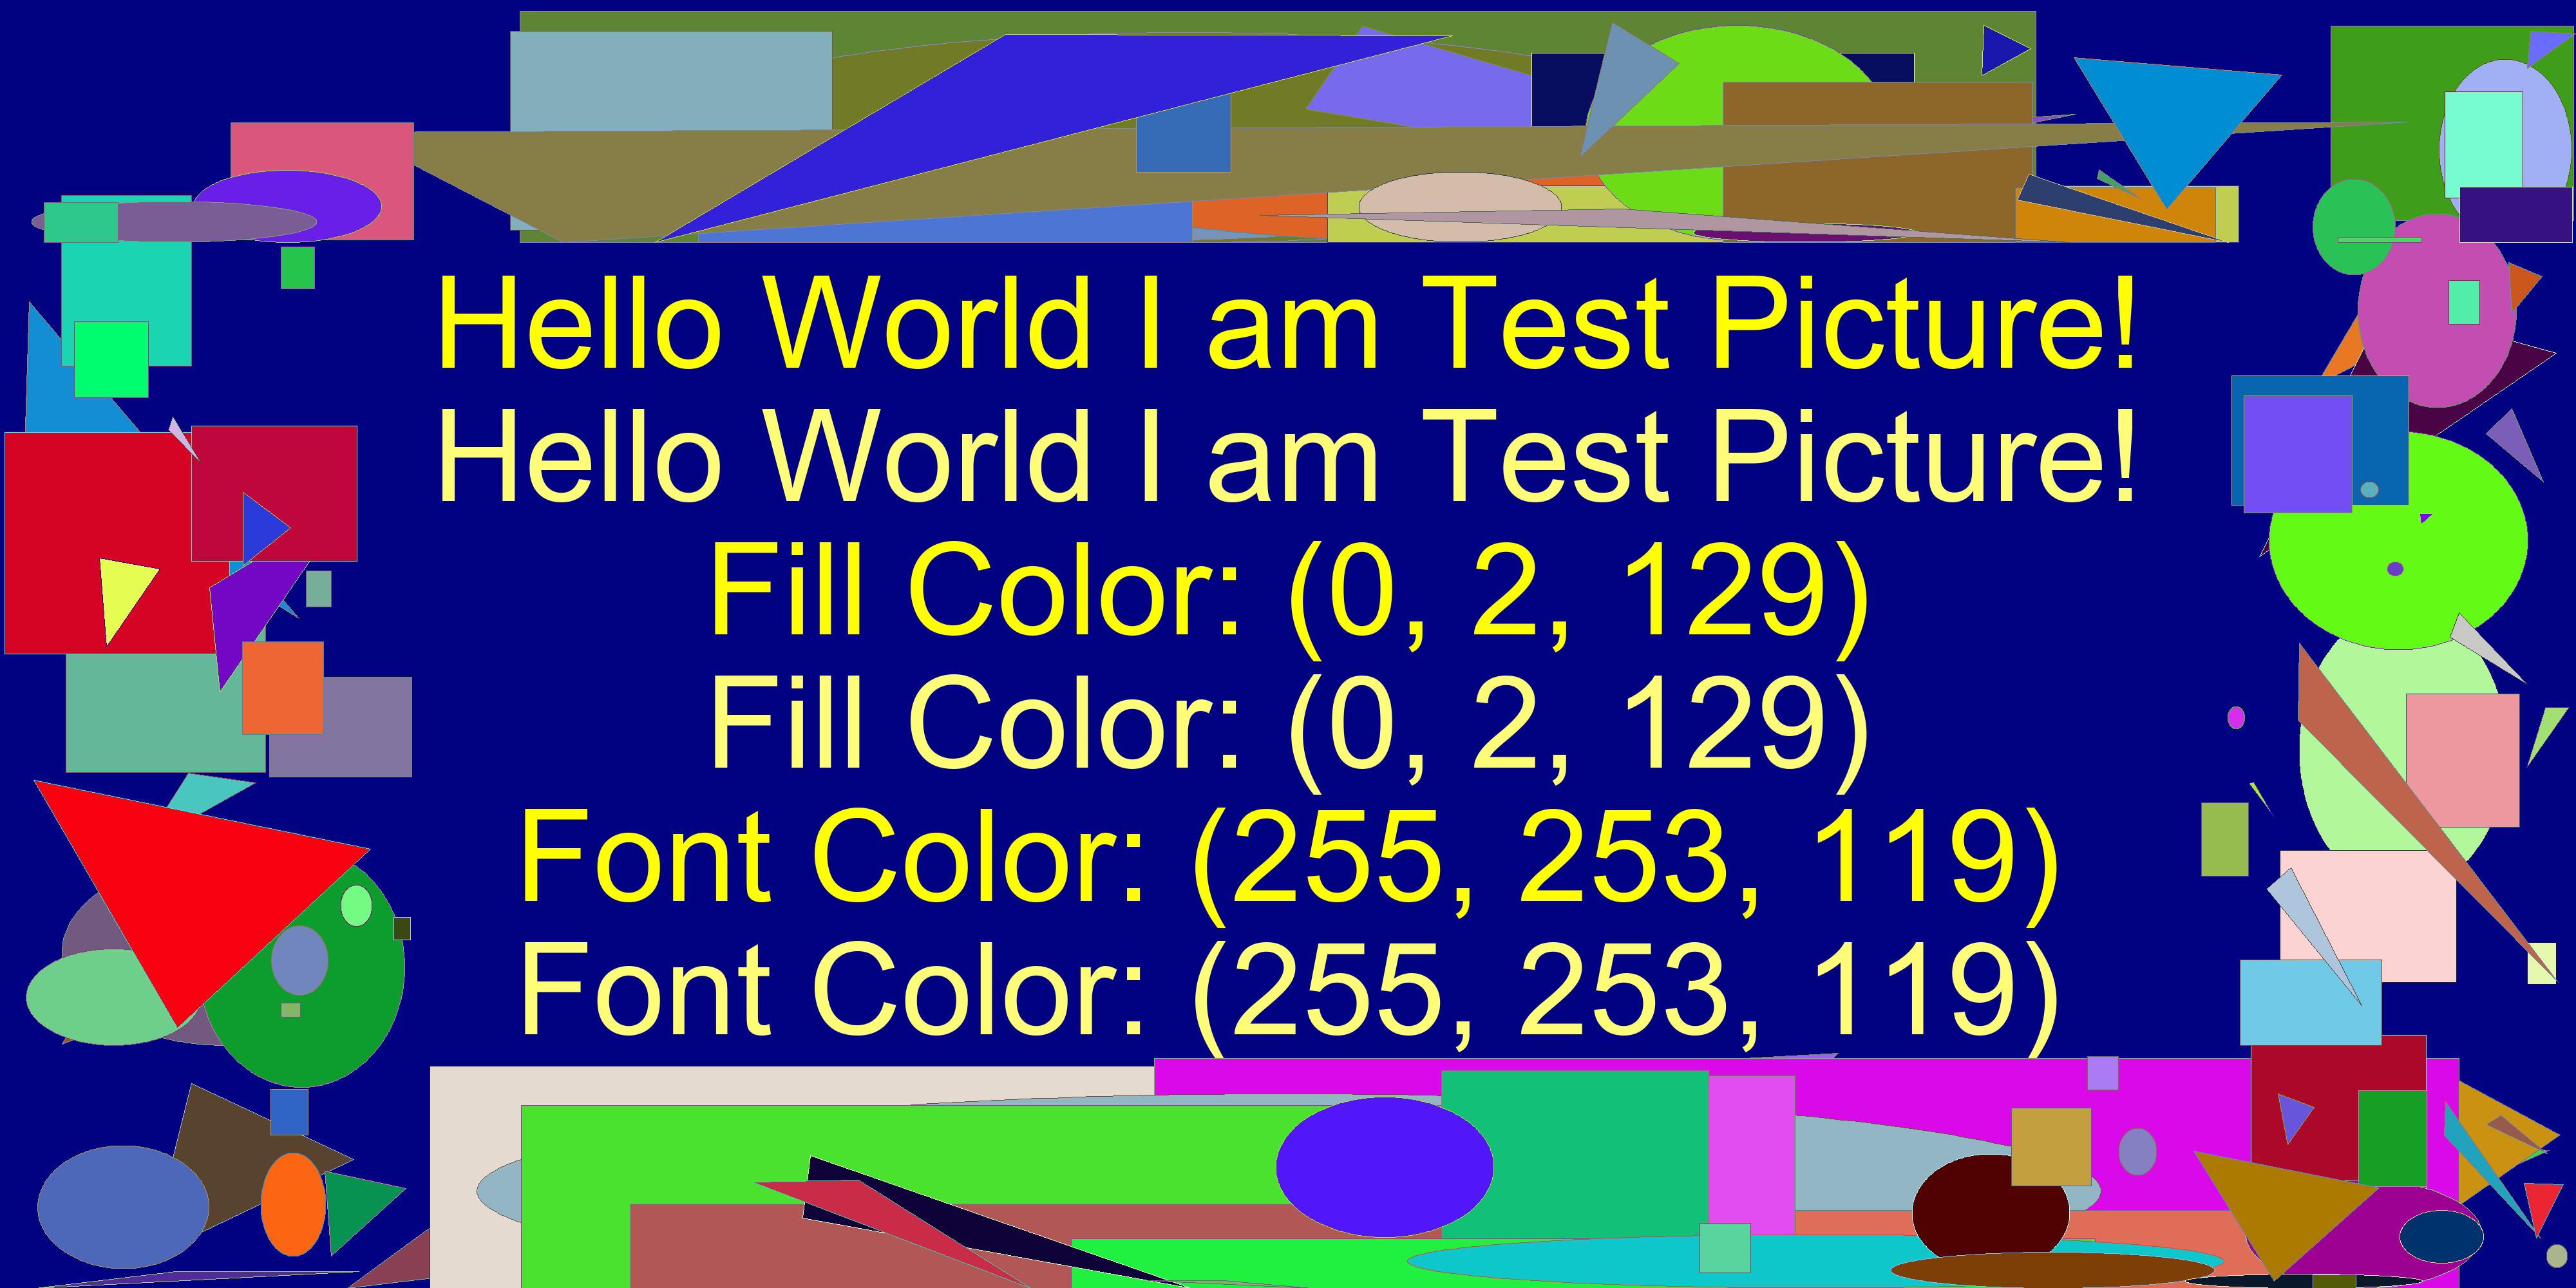 Hello World I am Test Picture!
Hello World I am Test Picture!
Fill Color: (0, 2, 129)
Fill Color: (0, 2, 129)
Font Color: (255, 253, 119)
Font Color: (255, 253, 119)